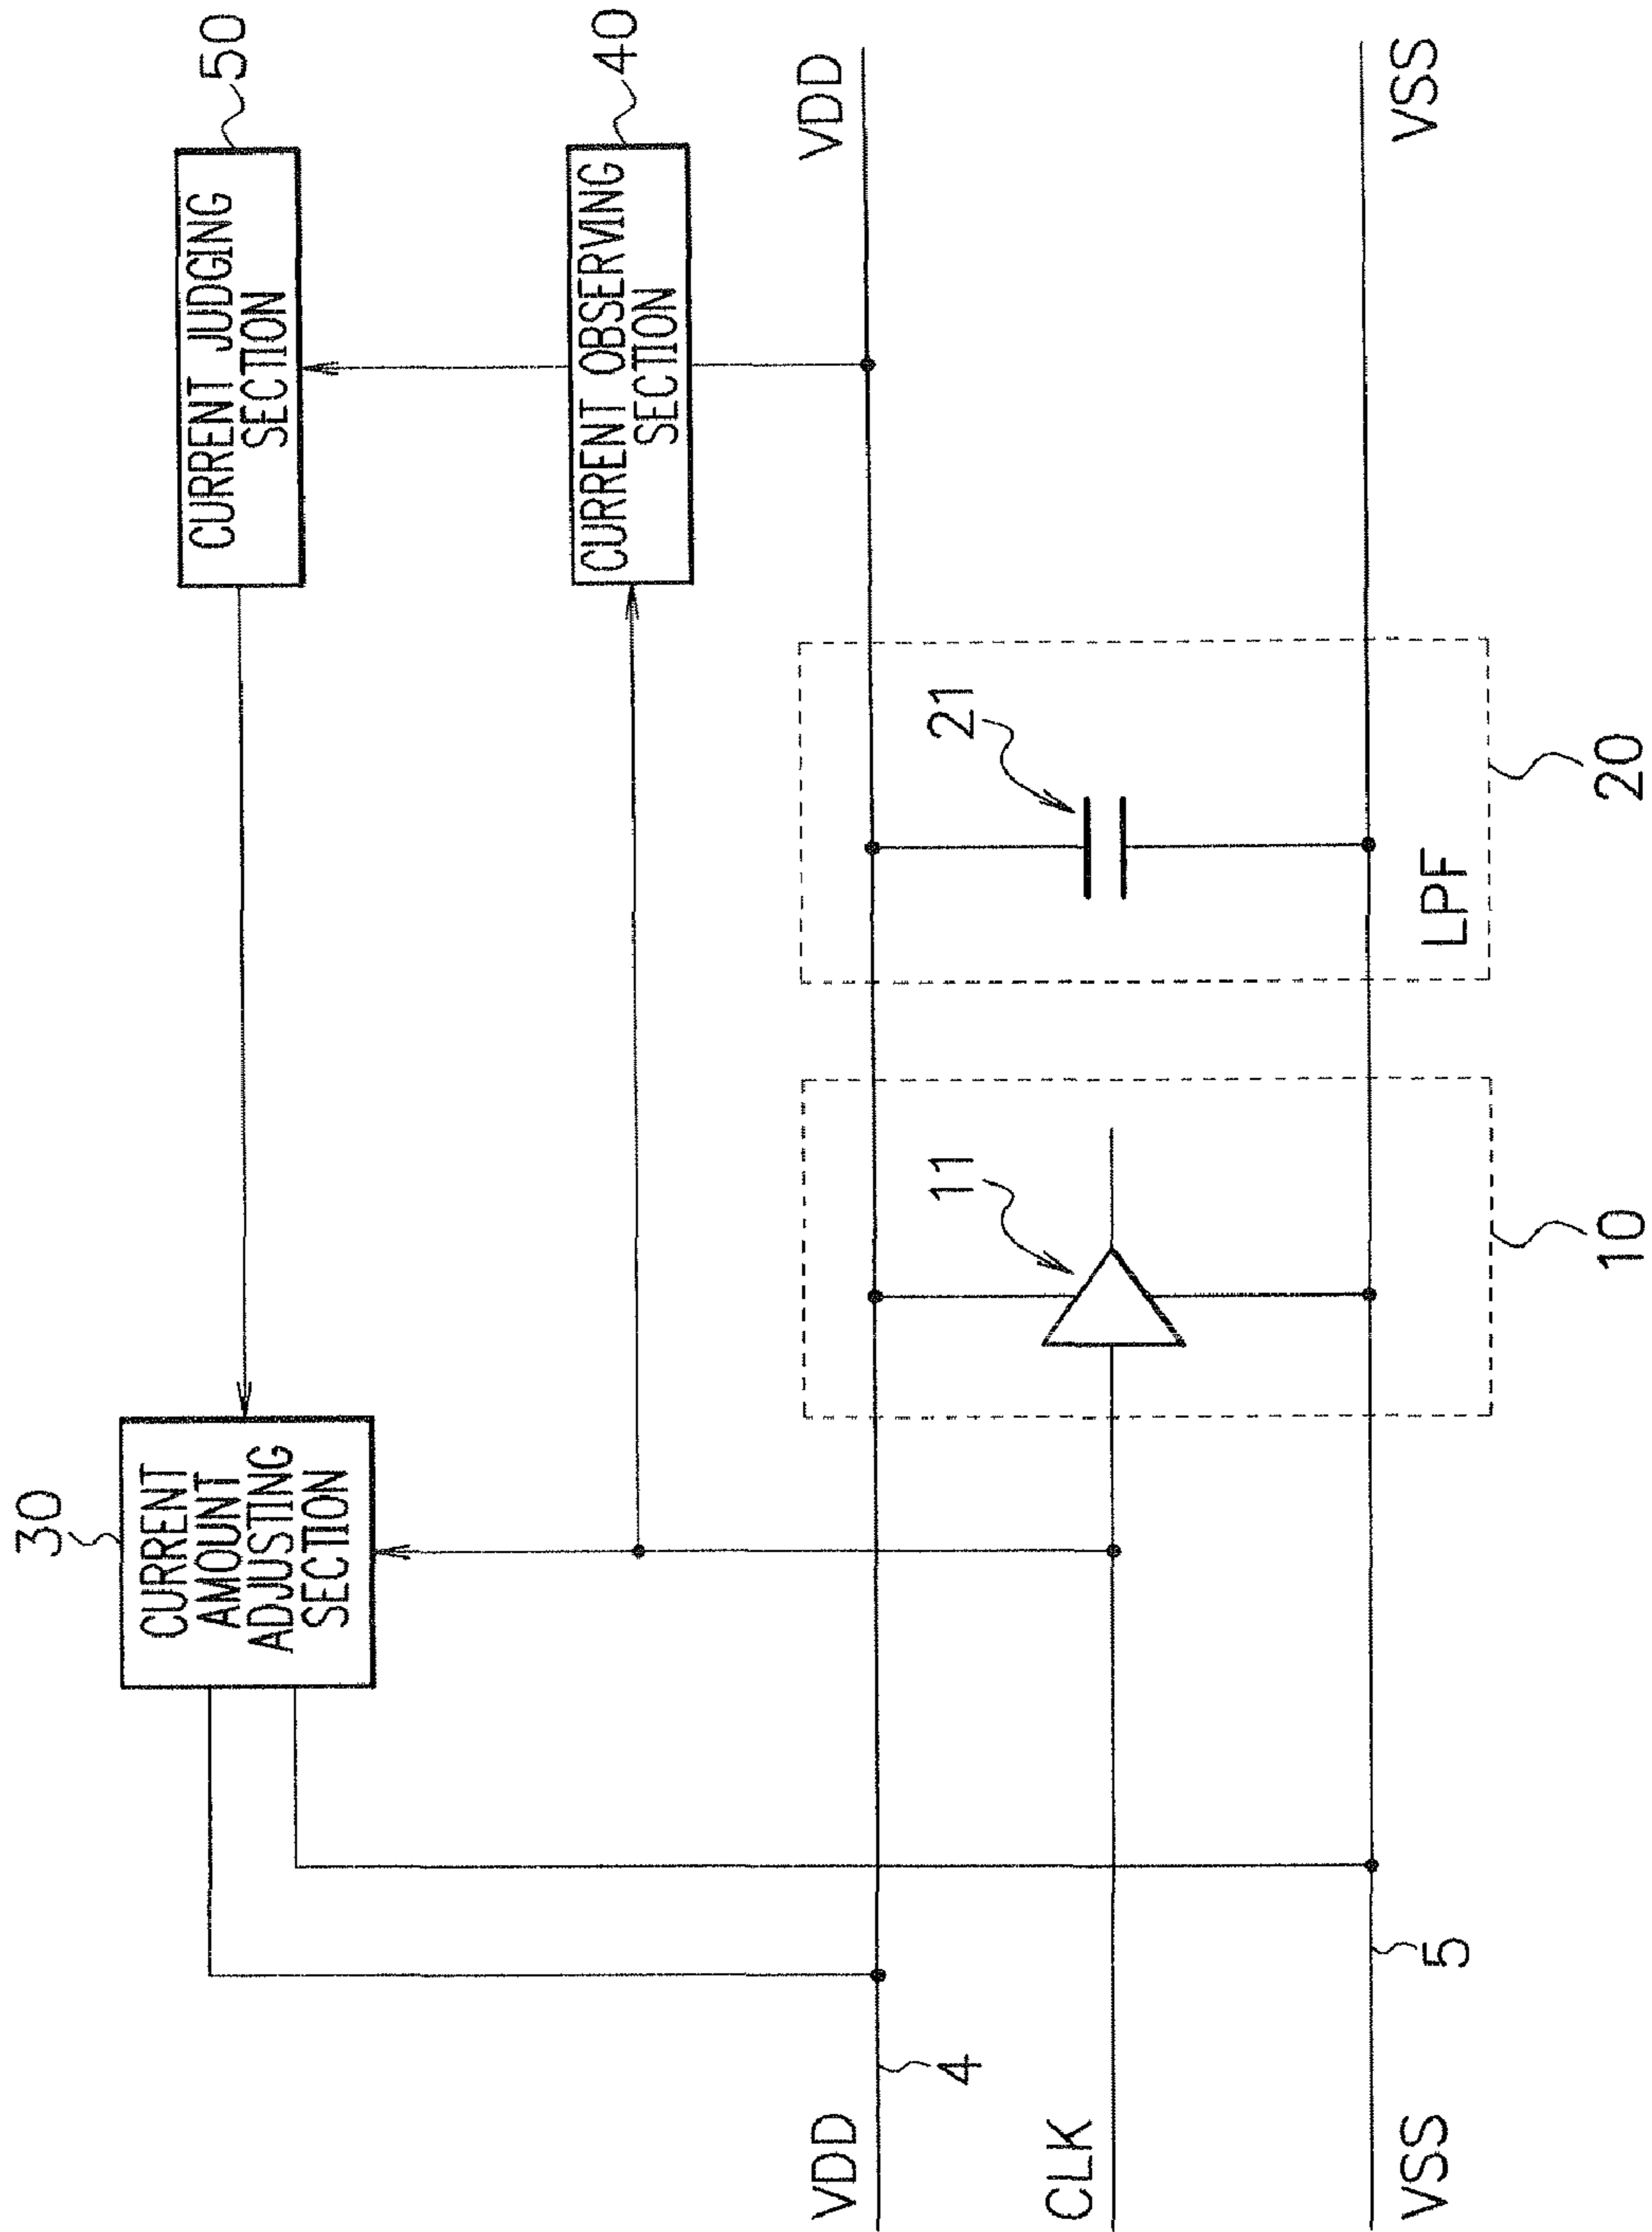 30
CURRENT
AMOUNT
ADJUSTING
SECTION
CURRENT JUDGING
SECTION
50
CURRENT OBSERVING
SECTION
40
VDD
4
VDD
11
21
CLK
VSS
5
LPF
VSS
10
20